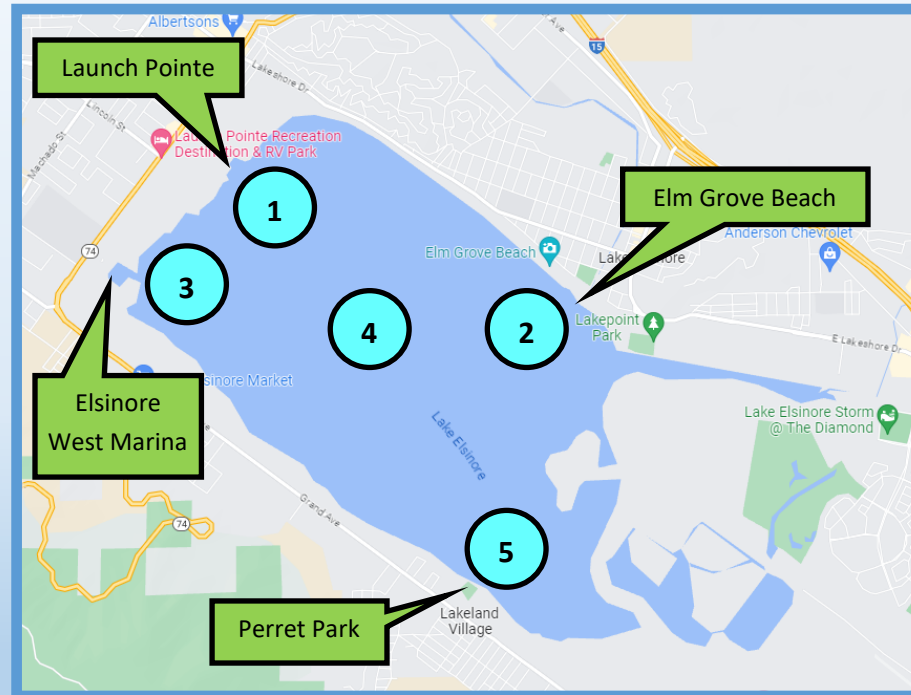 Albertsons
Launch Pointe
15
Lakeshore Dr
Lincoln St
Machado St
Pointe Recreation
Destination & RV Park
1
Elm Grove Beach
Anderson Chevrolet
74
Elm Grove Beach
3
4
2
Lakepoint
Park
E Lakeshore Dr
Elsinore
West Marina
sinore Market
Lake Elsinore Storm
@ The Diamond
Lake Elsinore
Grand Ave
74
5
Perret Park
Lakeland
Village